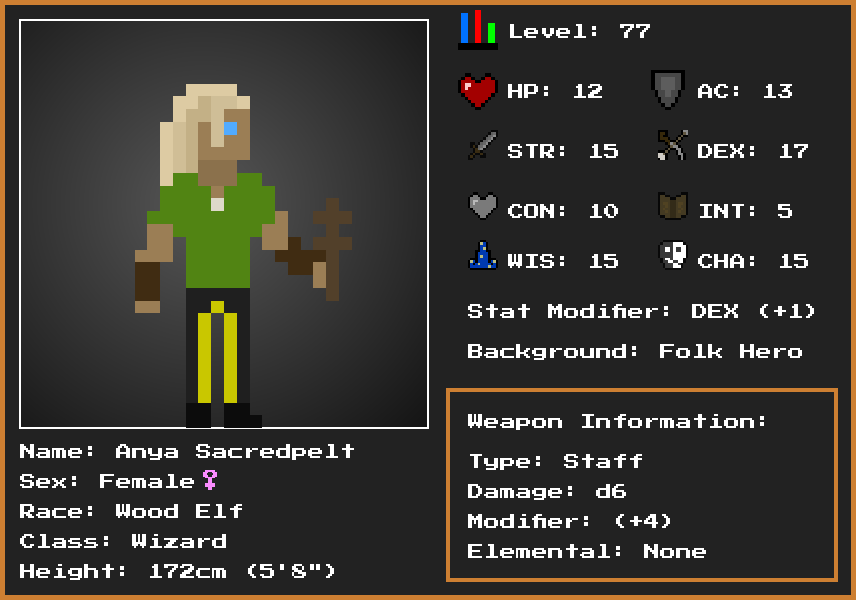 Level: 77
HP: 12 AC: 13
STR: 15 DEX: 17
CON: 10 INT: 5
WIS: 15 CHA: 15
Stat Modifier: DEX (+1)
Background: Folk Hero
Weapon Information:
Type: Staff
Damage: d6
Modifier: (+4)
Elemental: None
Name: Anya Sacredpelt
Sex: Female♀
Race: Wood Elf
Class: Wizard
Height: 172cm (5'8")